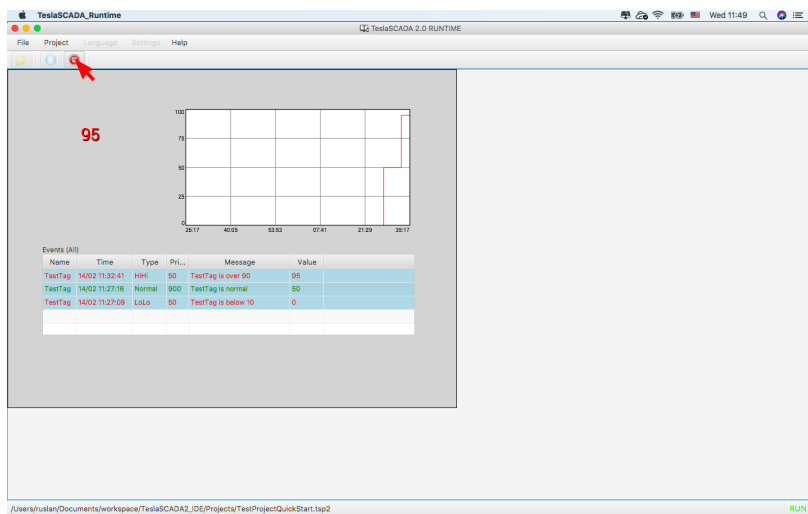 TeslaSCADA_Runtime
Wed 11:49
TeslaSCADA 2.0 RUNTIME
File Project Language Settings Help
95
100
75
50
25
0
26:17 40:05 53:53 07:41 21:29 35:17
Events (All)
Name Time Type Pri... Message Value
TestTag 14/02 11:32:41 HiHi 50 TestTag is over 90 95
TestTag 14/02 11:27:16 Normal 900 TestTag is normal 50
TestTag 14/02 11:27:09 LoLo 50 TestTag is below 10 0
/Users/ruslan/Documents/workspace/TeslaSCADA2_IDE/Projects/TestProjectQuickStart.tsp2 RUN